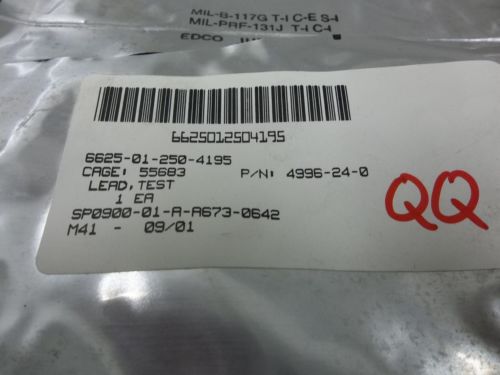 MIL-B-117G T-I C-E S-I
MIL-PRF-131J T-I C-I
EDCO
6625012504195
6625-01-250-4195
CAGE: 55683 P/N: 4996-24-0
LEAD, TEST
1 EA
SP0900-01-A-A673-0642
M41 - 09/01
QQ